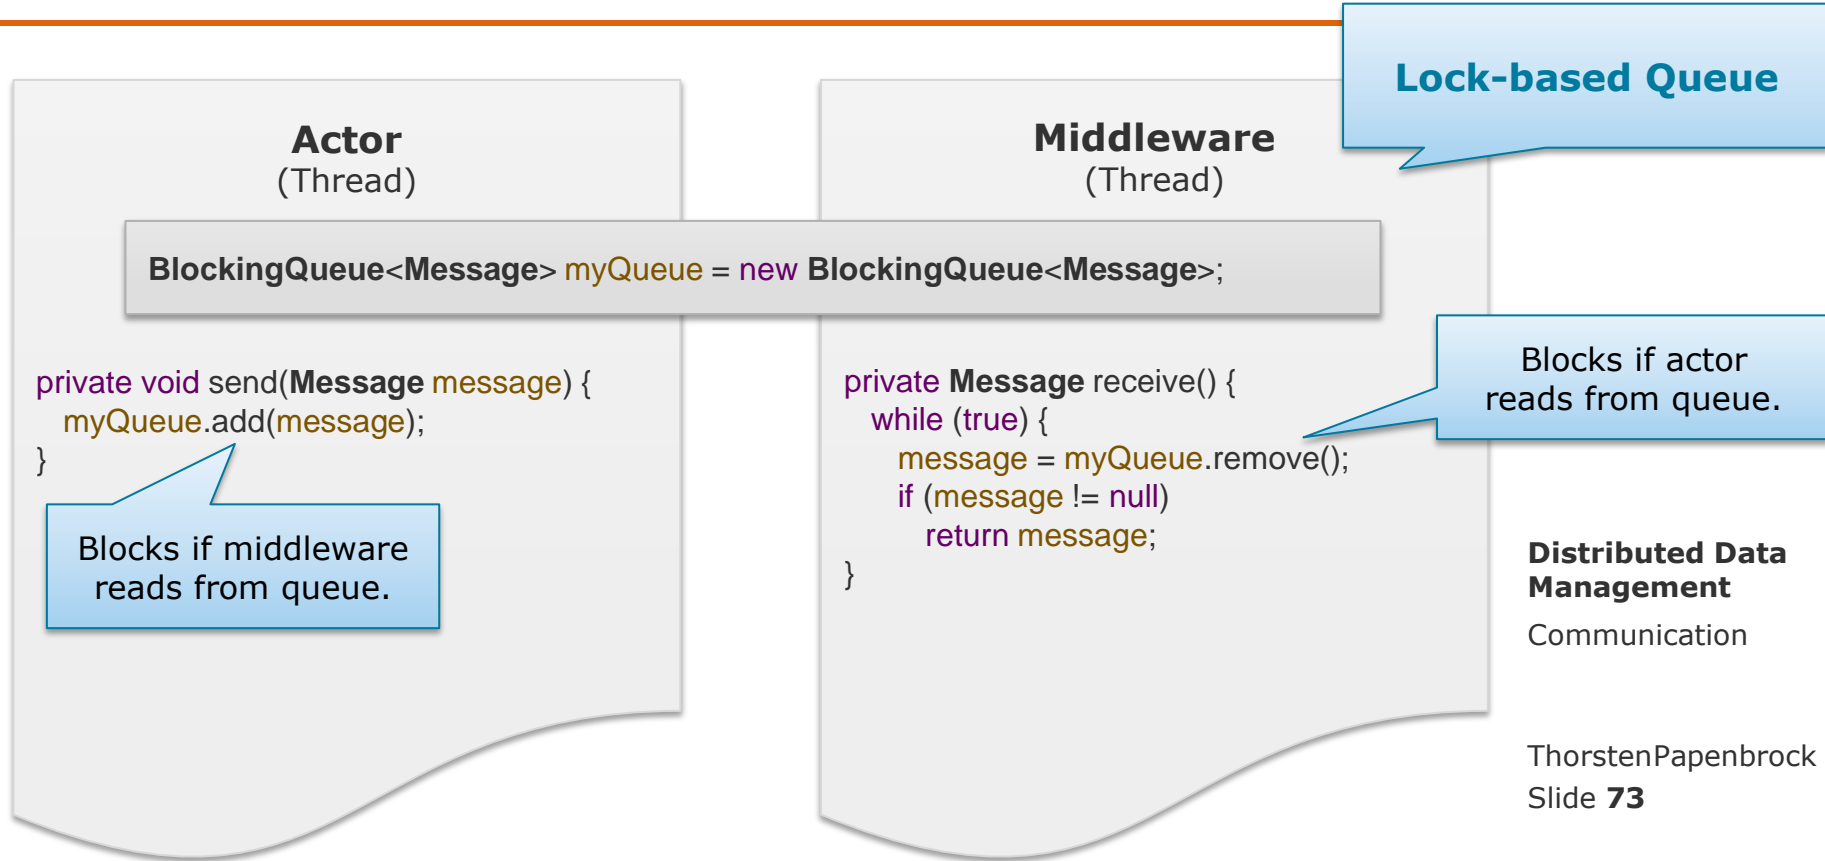 Lock-based Queue
Actor
(Thread)
Middleware
(Thread)
BlockingQueue<Message> myQueue = new BlockingQueue<Message>;
private void send(Message message) {
myQueue.add(message);
}
Blocks if middleware
reads from queue.
private Message receive() {
while (true) {
message = myQueue.remove();
if (message != null)
return message;
}
Blocks if actor
reads from queue.
Distributed Data
Management
Communication
ThorstenPapenbrock
Slide 73